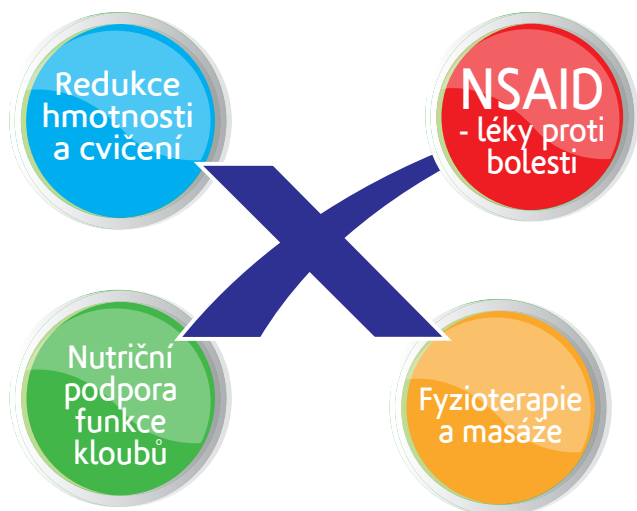 Redukce
hmotnosti
a cvičení
NSAID
- léky proti
bolesti
Nutriční
podpora
funkce
kloubů
Fyzioterapie
a masáže